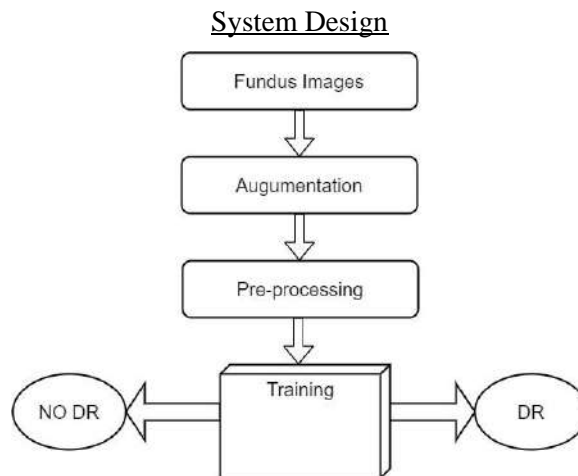 System Design
Fundus Images
Augumentation
Pre-processing
Training
NO DR
DR